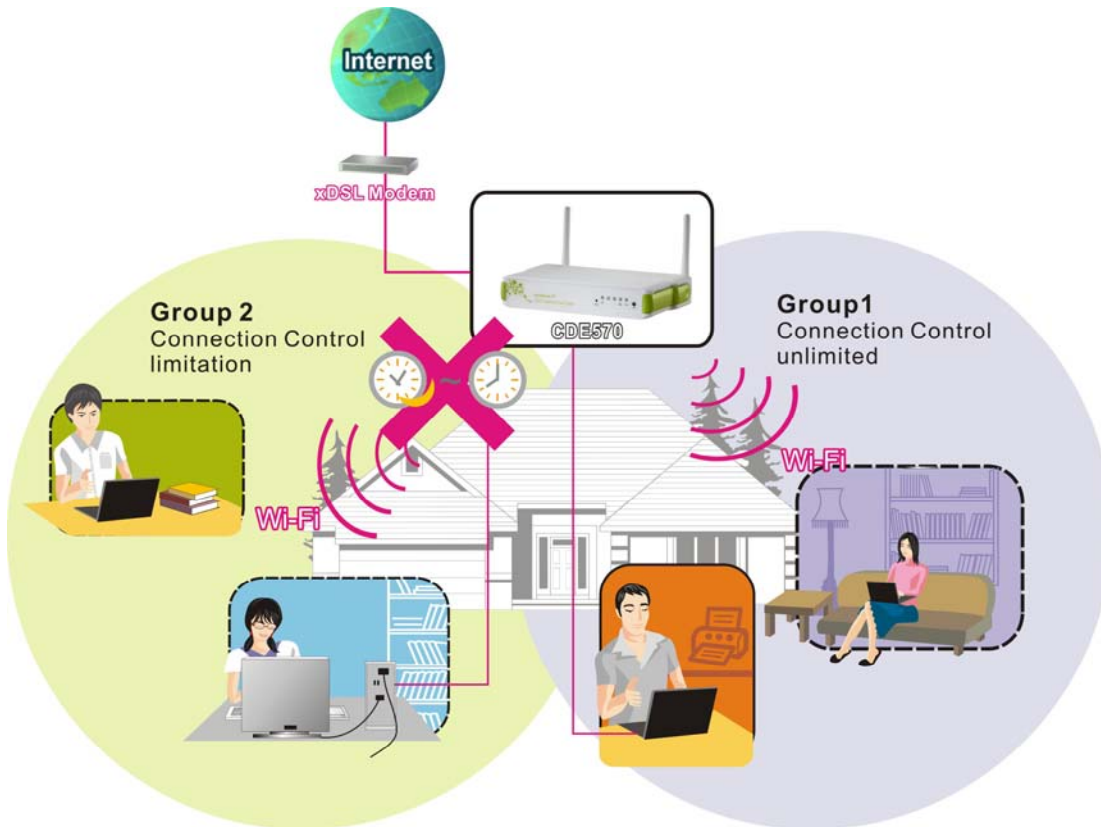 Internet
xDSL Modem
CDE570
Group 2
Connection Control
limitation
Group1
Connection Control
unlimited
~
Wi-Fi
Wi-Fi